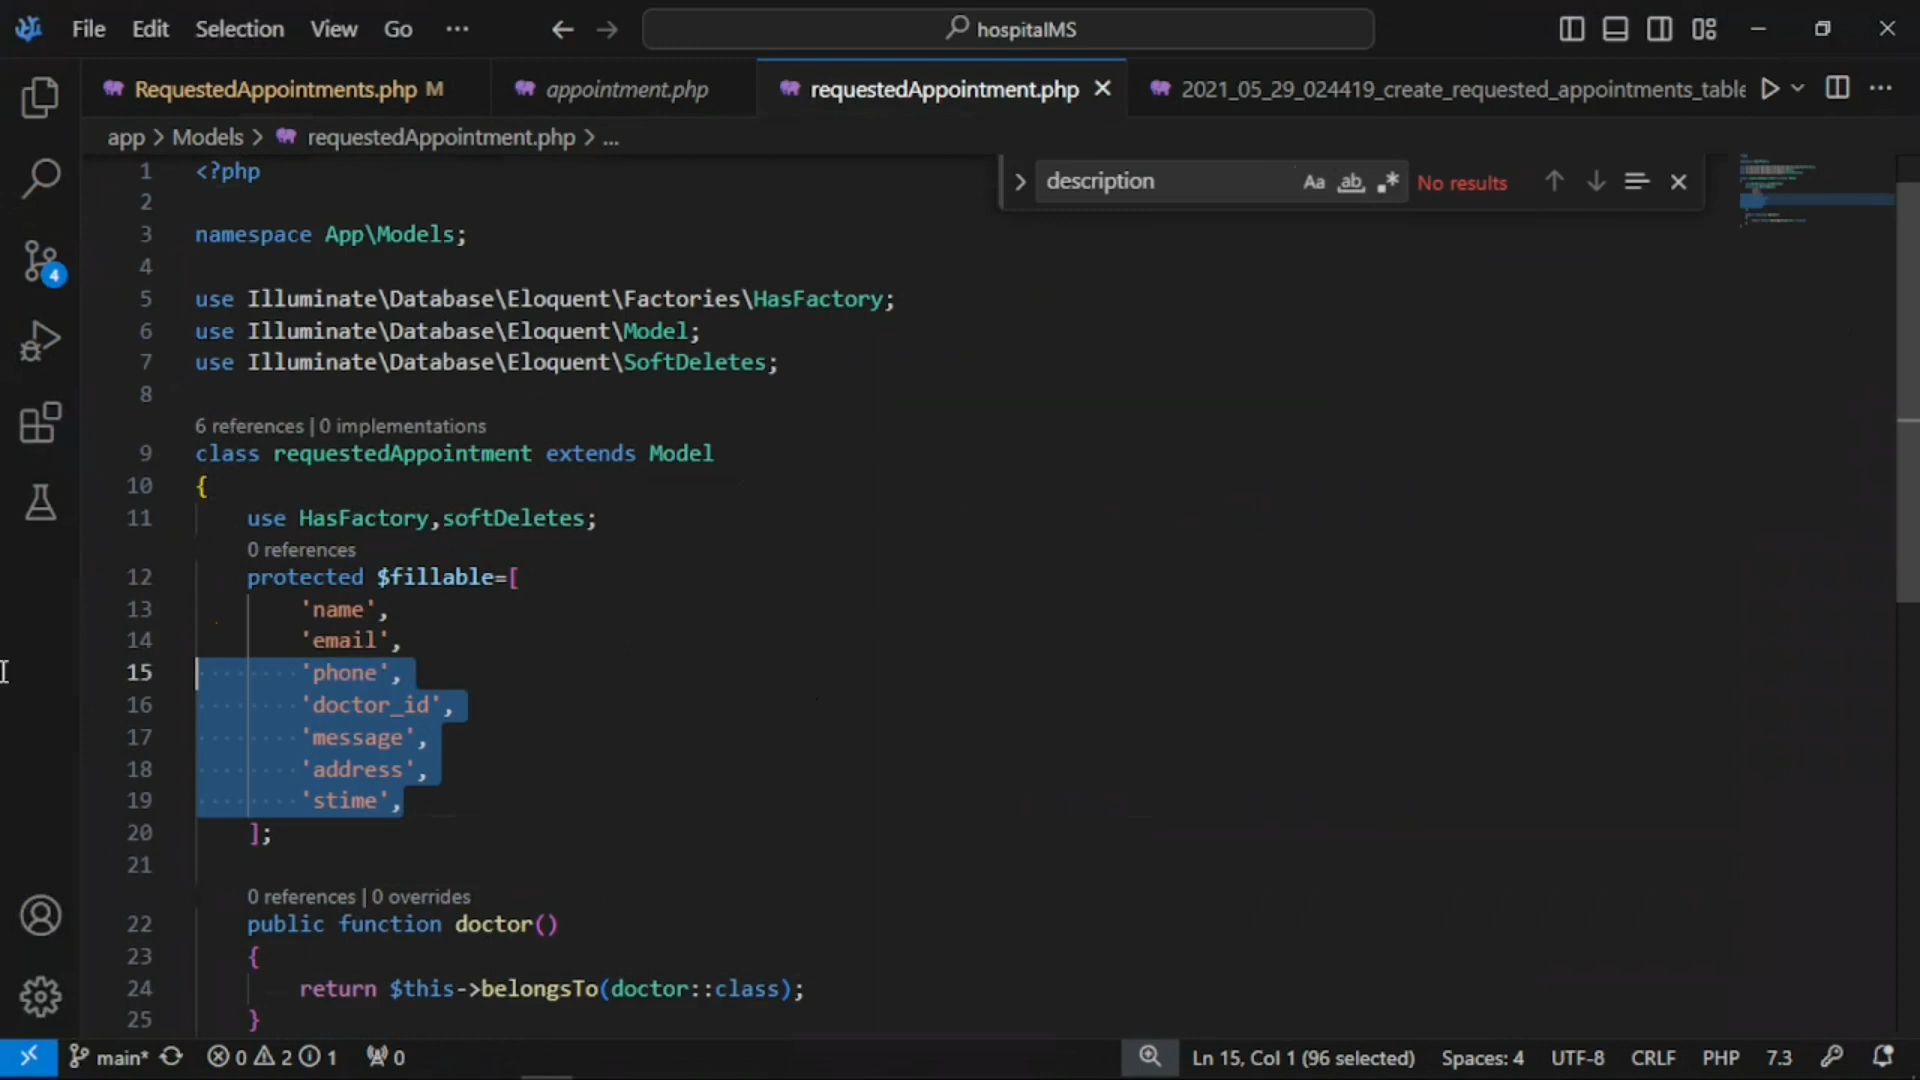 File Edit Selection View Go ... hospitalMS
RequestedAppointments.php M appointment.php requestedAppointment.php 2021_05_29_024419_create_requested_appointments_table
app > Models > requestedAppointment.php > ...
description Aa ab No results
1 <?php
2
3 namespace App\Models;
4
5 use Illuminate\Database\Eloquent\Factories\HasFactory;
6 use Illuminate\Database\Eloquent\Model;
7 use Illuminate\Database\Eloquent\SoftDeletes;
8
6 references | 0 implementations
9 class requestedAppointment extends Model
10 {
11 use HasFactory,softDeletes;
0 references
12 protected $fillable=[
13 'name',
14 'email',
15 'phone',
16 'doctor_id',
17 'message',
18 'address',
19 'stime',
20 ];
21
0 references | 0 overrides
22 public function doctor()
23 {
24 return $this->belongsTo(doctor::class);
25 }
4
main* 0 2 1 0 Ln 15, Col 1 (96 selected) Spaces: 4 UTF-8 CRLF PHP 7.3